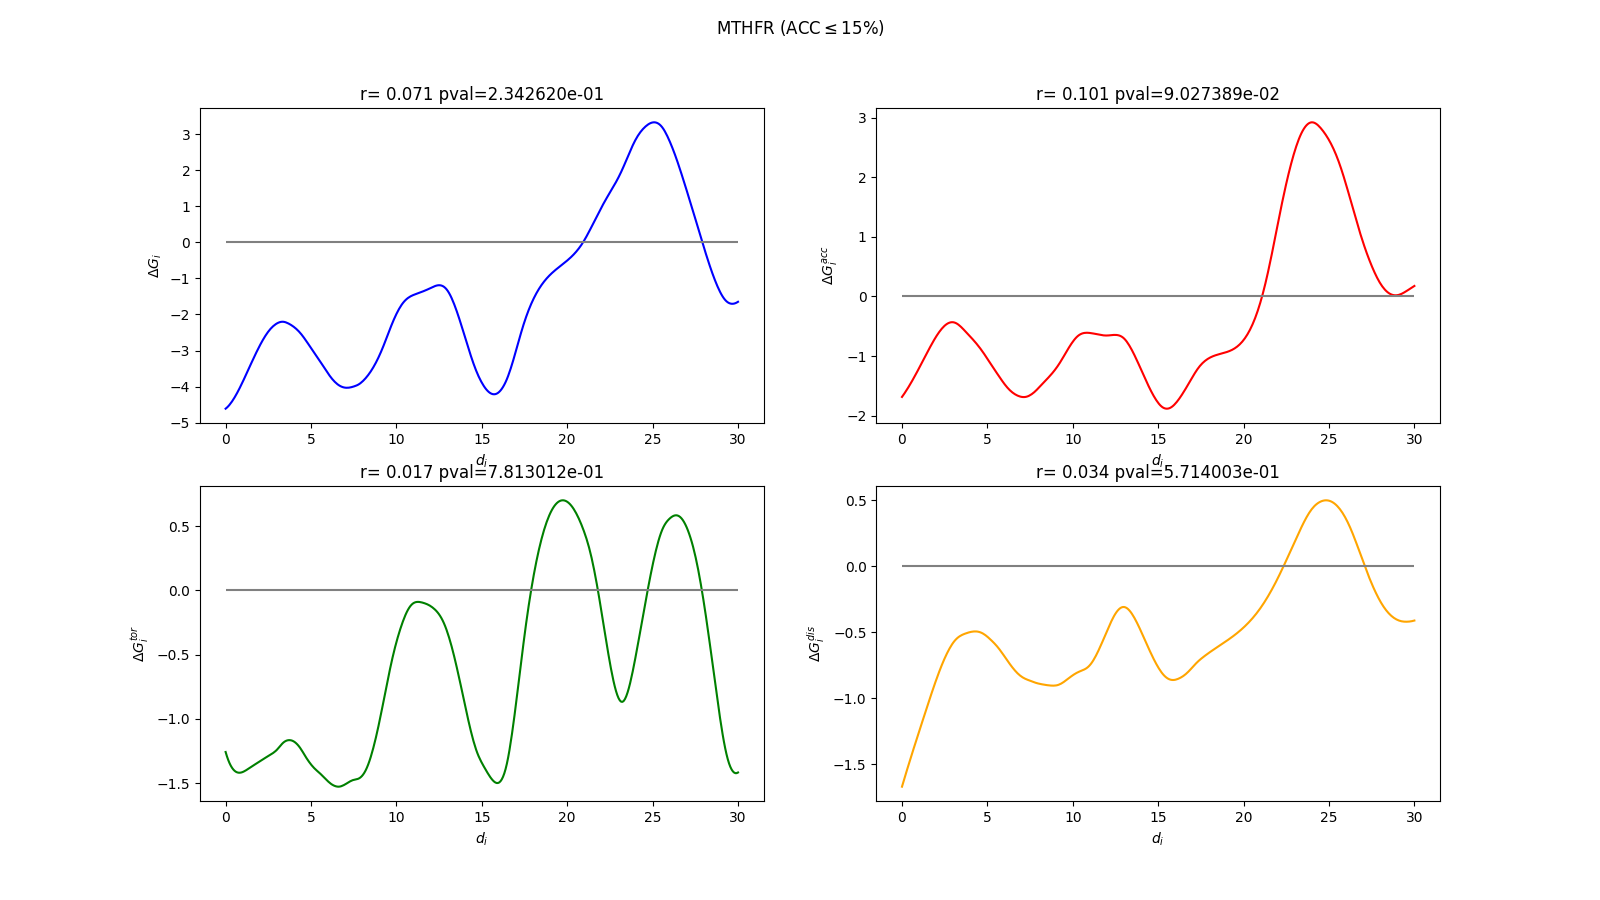 MTHFR (ACC ≤ 15%)
r= 0.071 pval=2.342620e-01
3
2
1
0
−1
−2
−3
−4
−5
ΔG_i
0 5 10 15 20 25 30
d_i
r= 0.101 pval=9.027389e-02
3
2
1
0
−1
−2
ΔG_i^{acc}
0 5 10 15 20 25 30
d_i
r= 0.017 pval=7.813012e-01
0.5
0.0
−0.5
−1.0
−1.5
ΔG_i^{tor}
0 5 10 15 20 25 30
d_i
r= 0.034 pval=5.714003e-01
0.5
0.0
−0.5
−1.0
−1.5
ΔG_i^{dis}
0 5 10 15 20 25 30
d_i